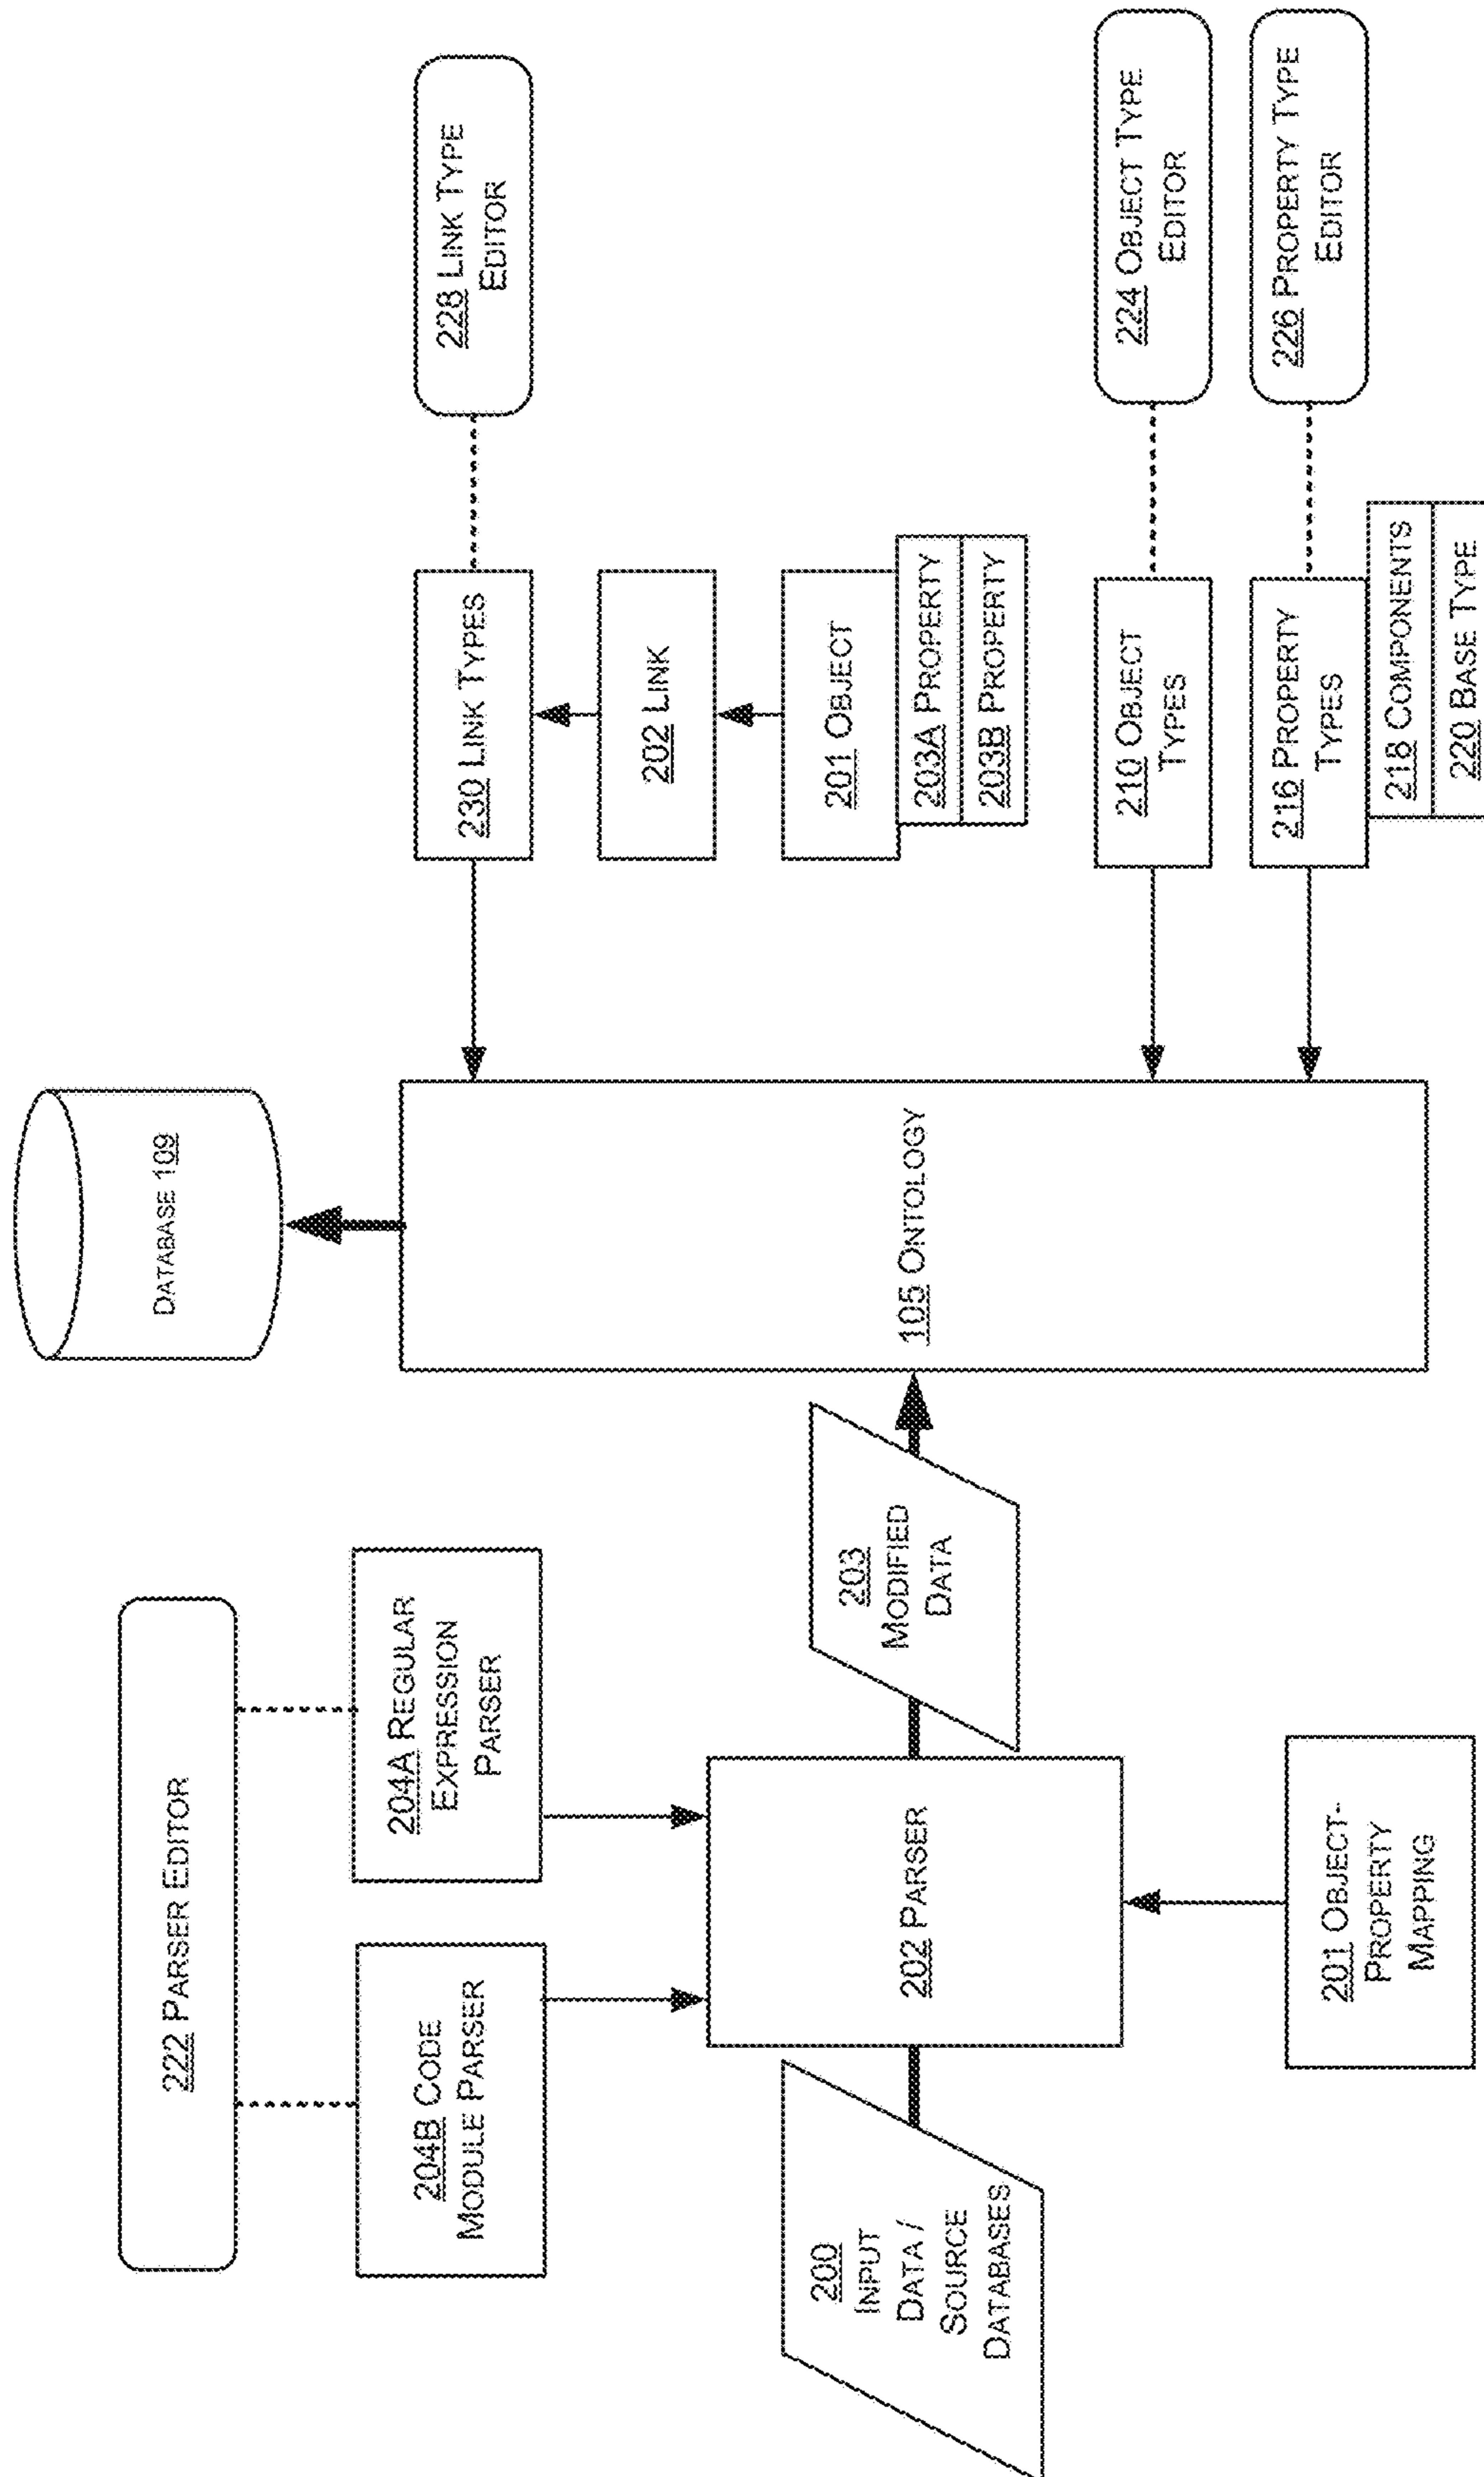 222 PARSER EDITOR
204B CODE
MODULE PARSER
204A REGULAR
EXPRESSION
PARSER
200
INPUT
DATA /
SOURCE
DATABASES
202 PARSER
203
MODIFIED
DATA
201 OBJECT-
PROPERTY
MAPPING
DATABASE 109
105 ONTOLOGY
230 LINK TYPES
228 LINK TYPE
EDITOR
202 LINK
201 OBJECT
203A PROPERTY
203B PROPERTY
210 OBJECT
TYPES
224 OBJECT TYPE
EDITOR
216 PROPERTY
TYPES
226 PROPERTY TYPE
EDITOR
218 COMPONENTS
220 BASE TYPE